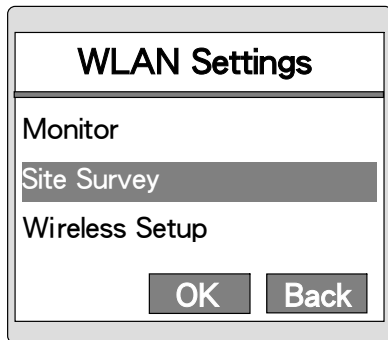 WLAN Settings
Monitor
Site Survey
Wireless Setup
OK Back